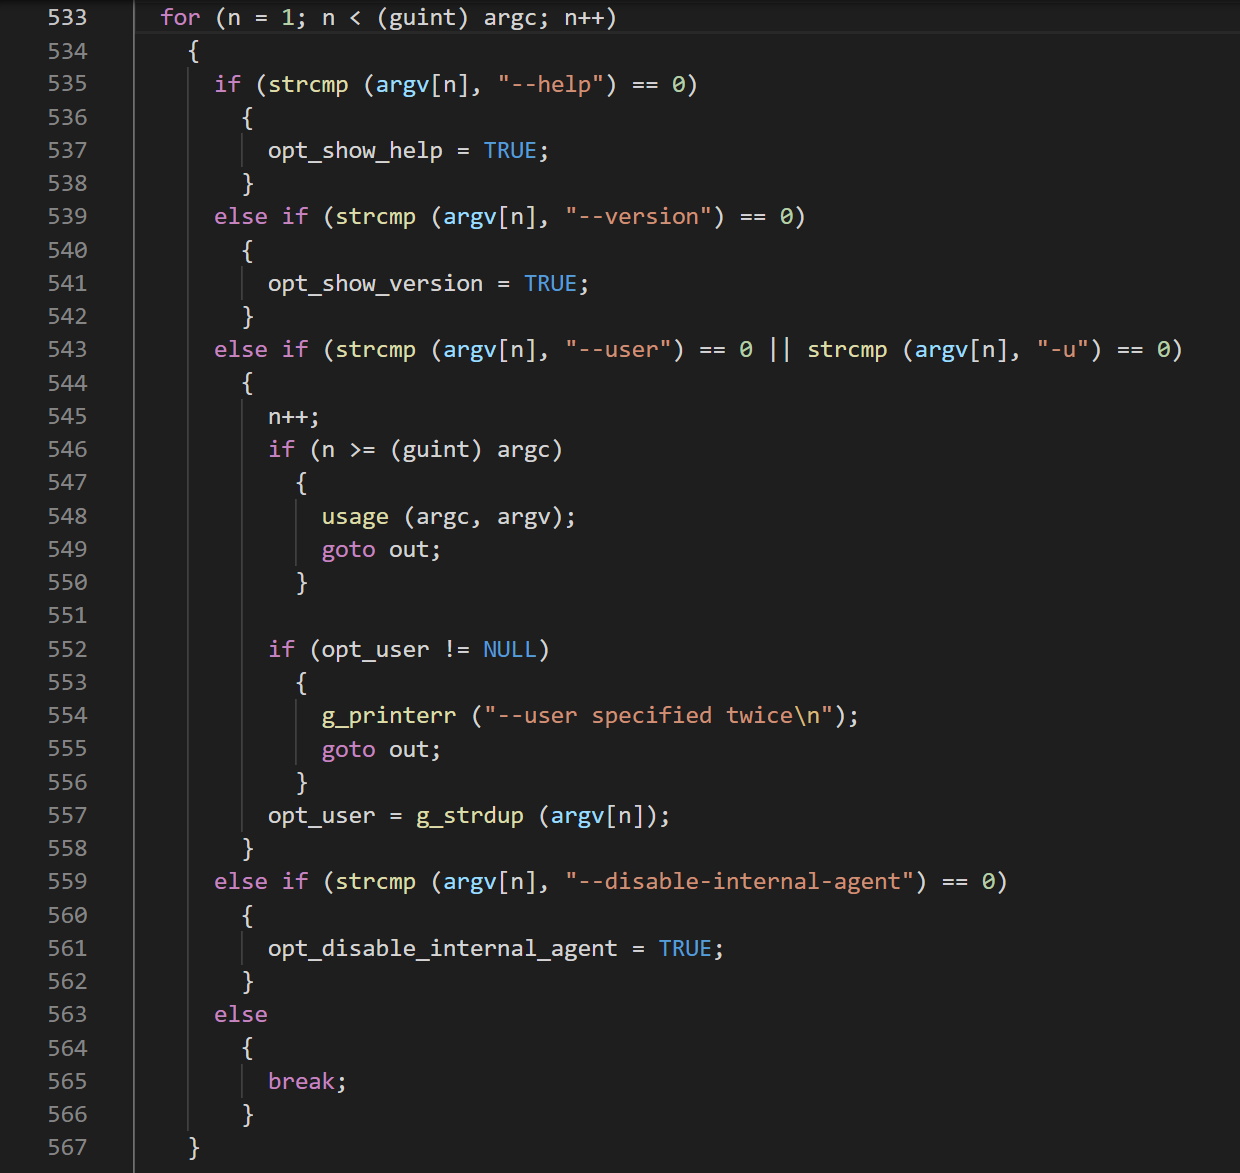 533 for (n = 1; n < (guint) argc; n++)
534 {
535 if (strcmp (argv[n], "--help") == 0)
536 {
537 opt_show_help = TRUE;
538 }
539 else if (strcmp (argv[n], "--version") == 0)
540 {
541 opt_show_version = TRUE;
542 }
543 else if (strcmp (argv[n], "--user") == 0 || strcmp (argv[n], "-u") == 0)
544 {
545 n++;
546 if (n >= (guint) argc)
547 {
548 usage (argc, argv);
549 goto out;
550 }
551
552 if (opt_user != NULL)
553 {
554 g_printerr ("--user specified twice\n");
555 goto out;
556 }
557 opt_user = g_strdup (argv[n]);
558 }
559 else if (strcmp (argv[n], "--disable-internal-agent") == 0)
560 {
561 opt_disable_internal_agent = TRUE;
562 }
563 else
564 {
565 break;
566 }
567 }